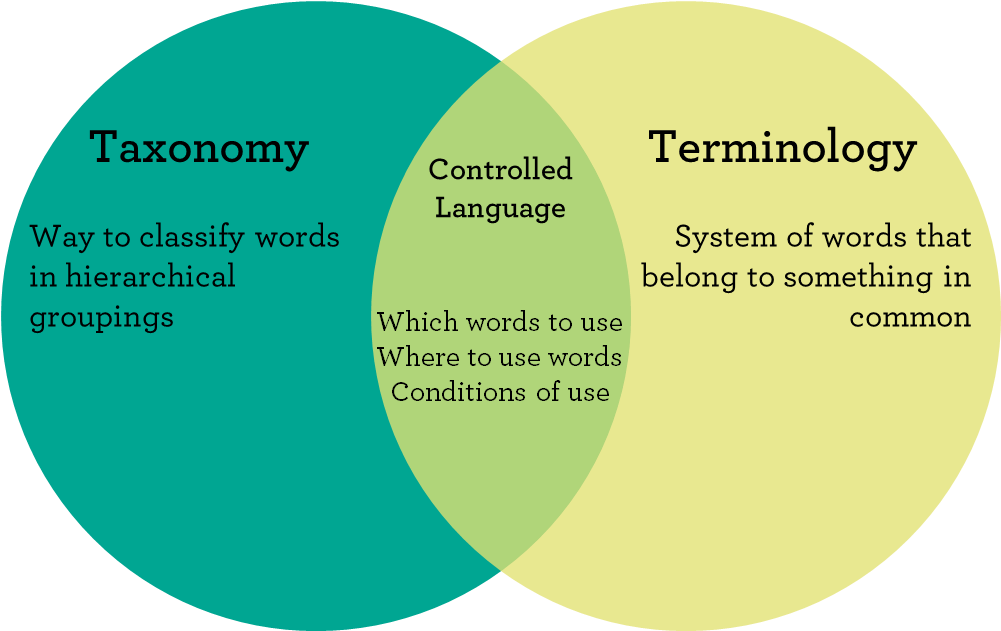 Taxonomy
Way to classify words
in hierarchical
groupings
Controlled
Language
Which words to use
Where to use words
Conditions of use
Terminology
System of words that
belong to something in
common